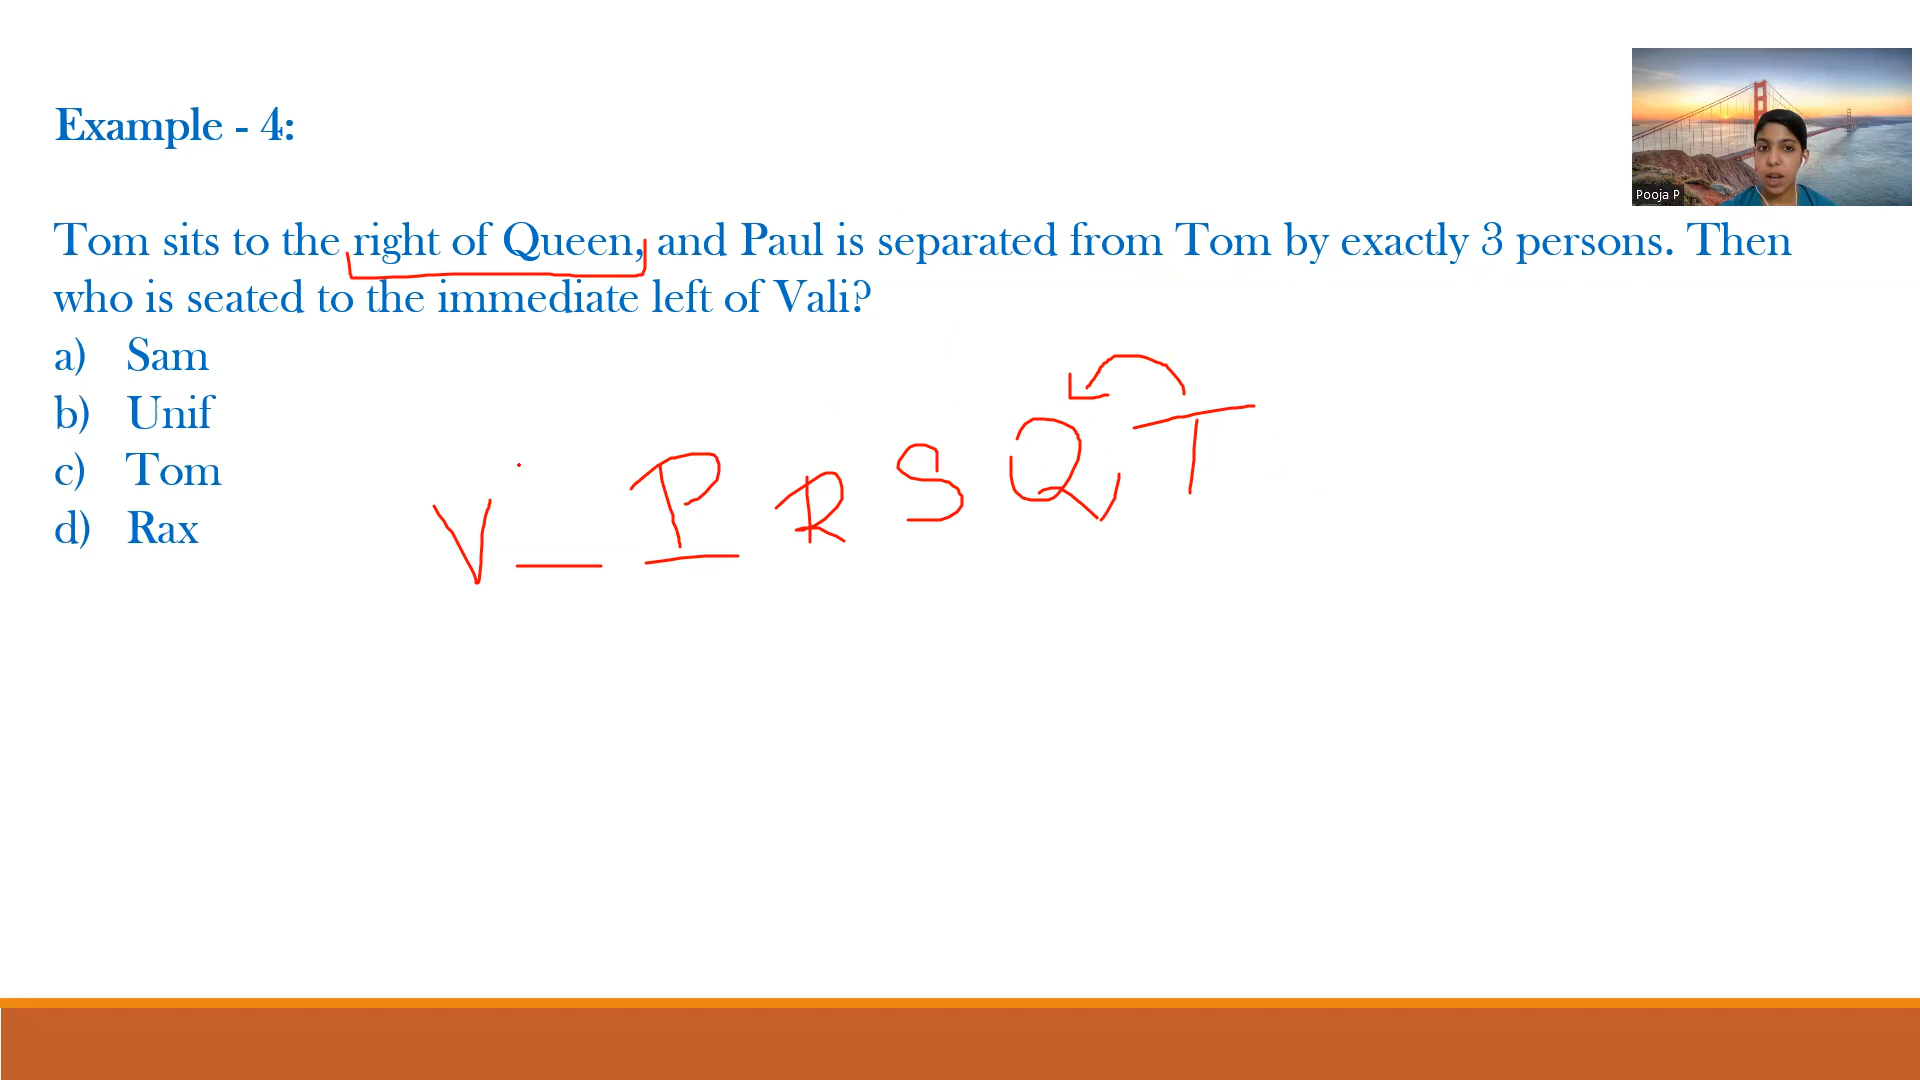 Example - 4:
Pooja P
Tom sits to the right of Queen, and Paul is separated from Tom by exactly 3 persons. Then
who is seated to the immediate left of Vali?
a) Sam
b) Unif
c) Tom
d) Rax
V _ P R S Q T